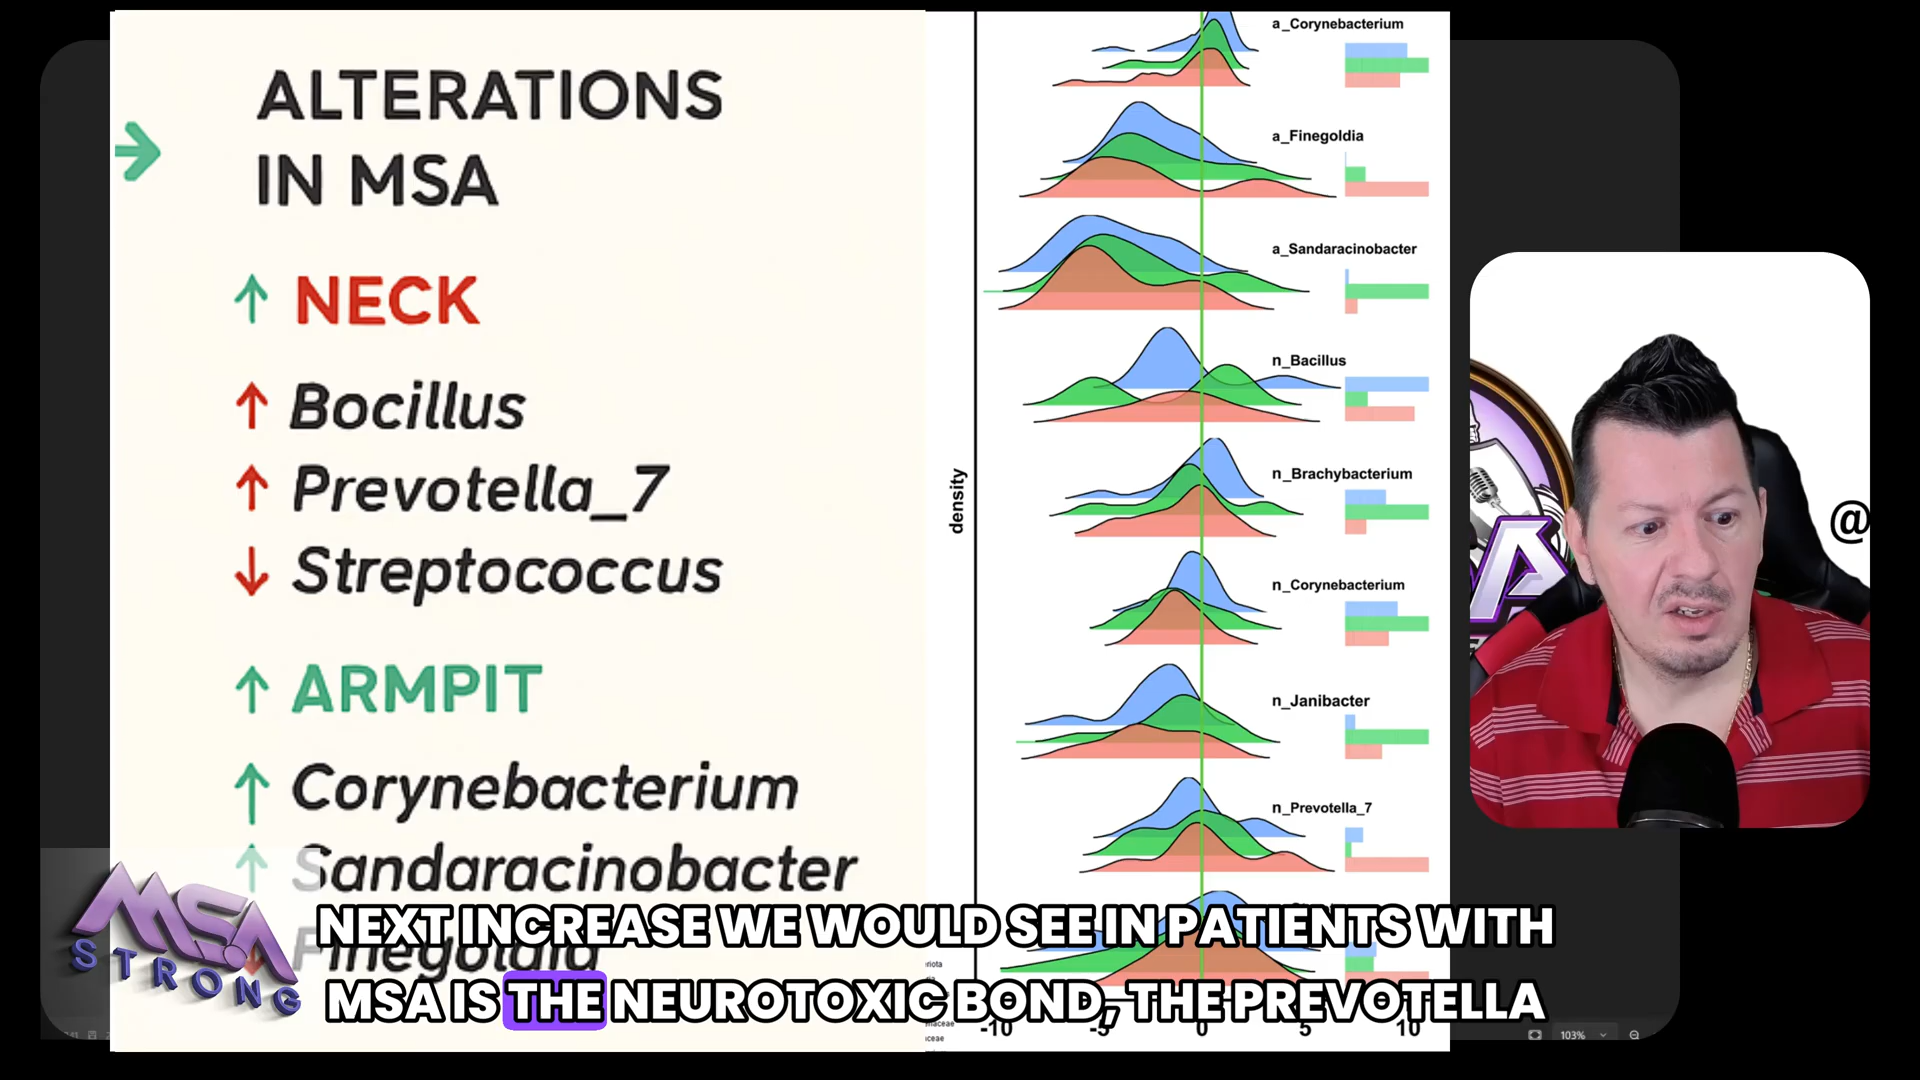 ALTERATIONS
IN MSA
↑ NECK
↑ Bocillus
↑ Prevotella_7
↓ Streptococcus
↑ ARMPIT
↑ Corynebacterium
↑ Sandaracinobacter
Finegoldia
density
a_Corynebacterium
a_Finegoldia
a_Sandaracinobacter
n_Bacillus
n_Brachybacterium
n_Corynebacterium
n_Janibacter
n_Prevotella_7
-10 -5 0 5 10
NEXT INCREASE WE WOULD SEE IN PATIENTS WITH
MSA IS THE NEUROTOXIC BOND, THE PREVOTELLA
MSA
STRONG
@
103%